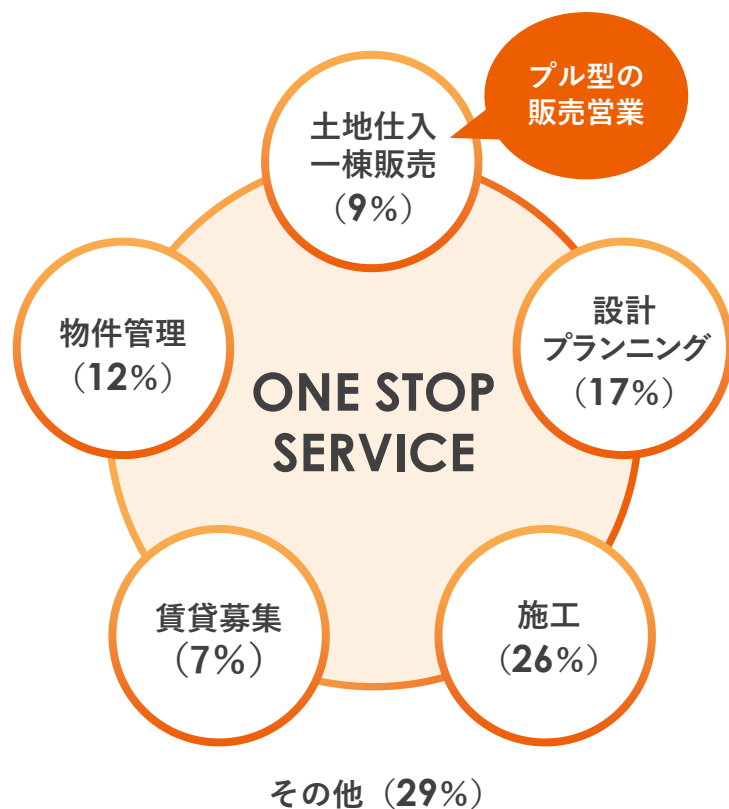 プル型の
販売営業
土地仕入
一棟販売
（9%）
設計
プランニング
（17%）
物件管理
（12%）
ONE STOP
SERVICE
賃貸募集
（7%）
施工
（26%）
その他（29%）